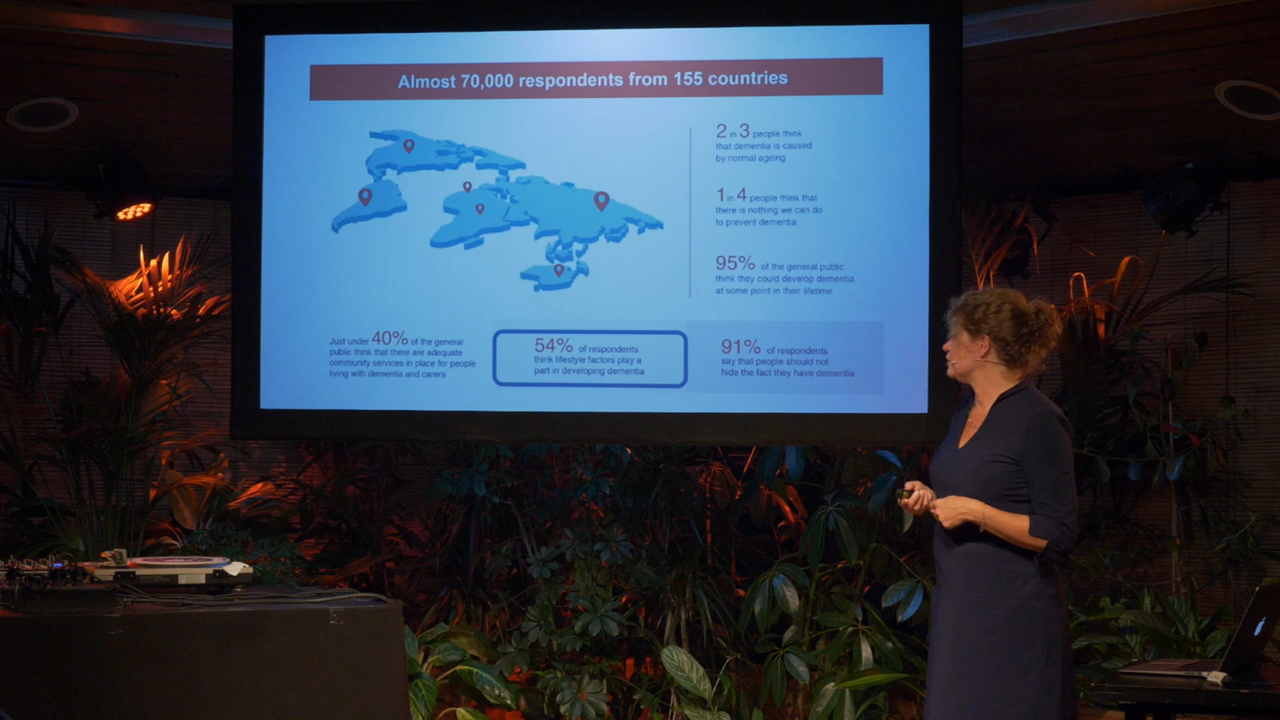 Almost 70,000 respondents from 155 countries
2 in 3 people think
that dementia is caused
by normal ageing
1 in 4 people think that
there is nothing we can do
to prevent dementia
95% of the general public
think they could develop dementia
at some point in their lifetime
Just under 40% of the general
public think that there are adequate
community services in place for people
living with dementia and carers
54% of respondents
think lifestyle factors play a
part in developing dementia
91% of respondents
say that people should not
hide the fact they have dementia